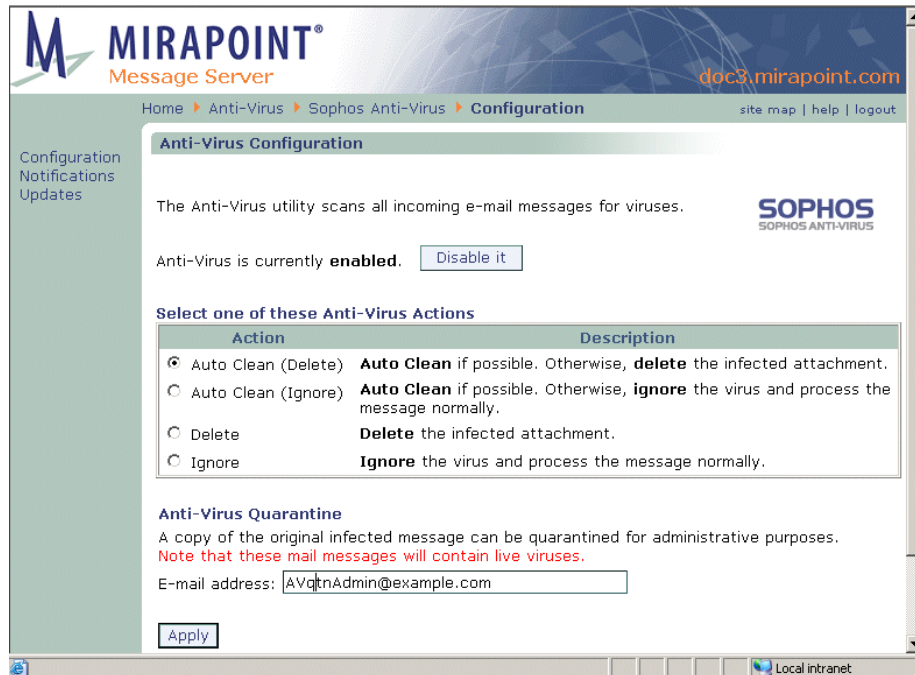 MIRAPOINT®
Message Server
doc3.mirapoint.com
Home Anti-Virus Sophos Anti-Virus Configuration
site map | help | logout
Configuration
Notifications
Updates
Anti-Virus Configuration
The Anti-Virus utility scans all incoming e-mail messages for viruses.
SOPHOS
SOPHOS ANTI-VIRUS
Anti-Virus is currently enabled. Disable it
Select one of these Anti-Virus Actions
Action Description
Auto Clean (Delete) Auto Clean if possible. Otherwise, delete the infected attachment.
Auto Clean (Ignore) Auto Clean if possible. Otherwise, ignore the virus and process the
message normally.
Delete Delete the infected attachment.
Ignore Ignore the virus and process the message normally.
Anti-Virus Quarantine
A copy of the original infected message can be quarantined for administrative purposes.
Note that these mail messages will contain live viruses.
E-mail address: AVqtnAdmin@example.com
Apply
Local intranet